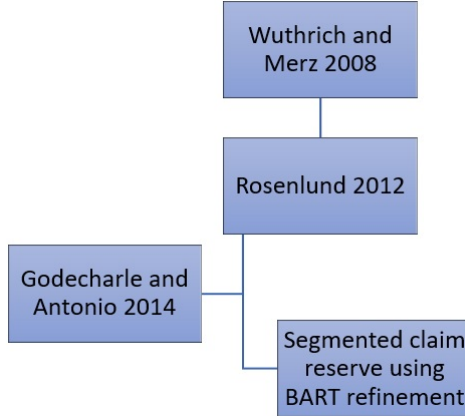 Wuthrich and
Merz 2008
Rosenlund 2012
Godecharle and
Antonio 2014
Segmented claim
reserve using
BART refinement